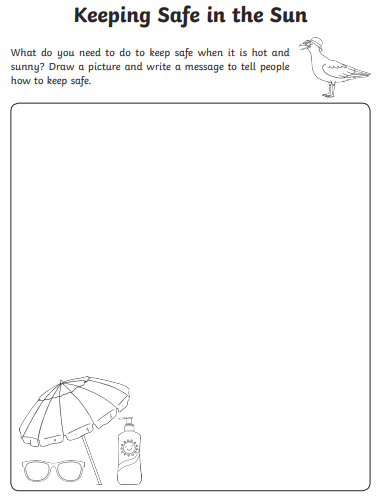 Keeping Safe in the Sun
What do you need to do to keep safe when it is hot and
sunny? Draw a picture and write a message to tell people
how to keep safe.